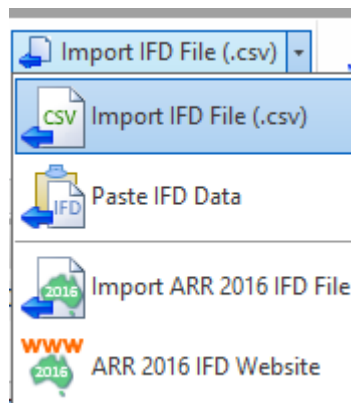 Import IFD File (.csv)
CSV
Import IFD File (.csv)
IFD
Paste IFD Data
2016
Import ARR 2016 IFD File
WWW
2016
ARR 2016 IFD Website